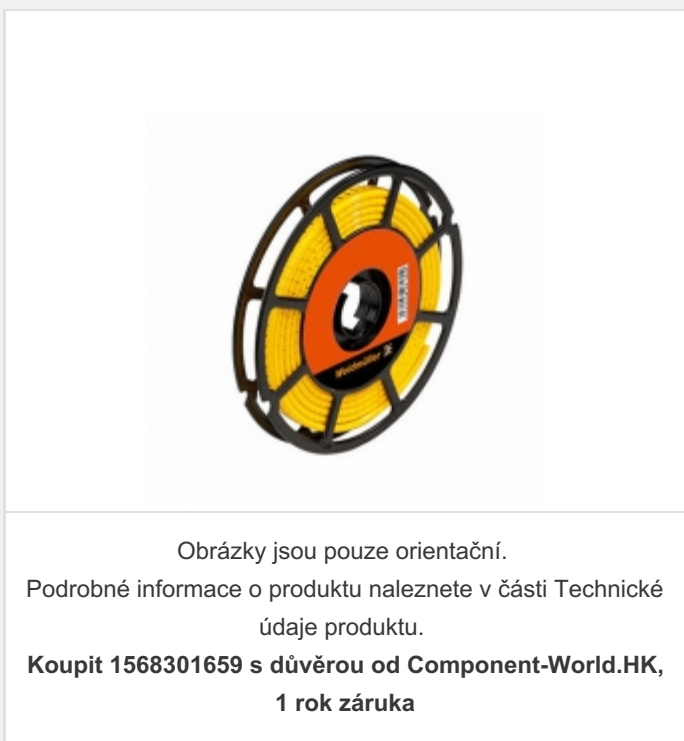 Weidmüller
Obrázky jsou pouze orientační.
Podrobné informace o produktu naleznete v části Technické
údaje produktu.
Koupit 1568301659 s důvěrou od Component-World.HK,
1 rok záruka